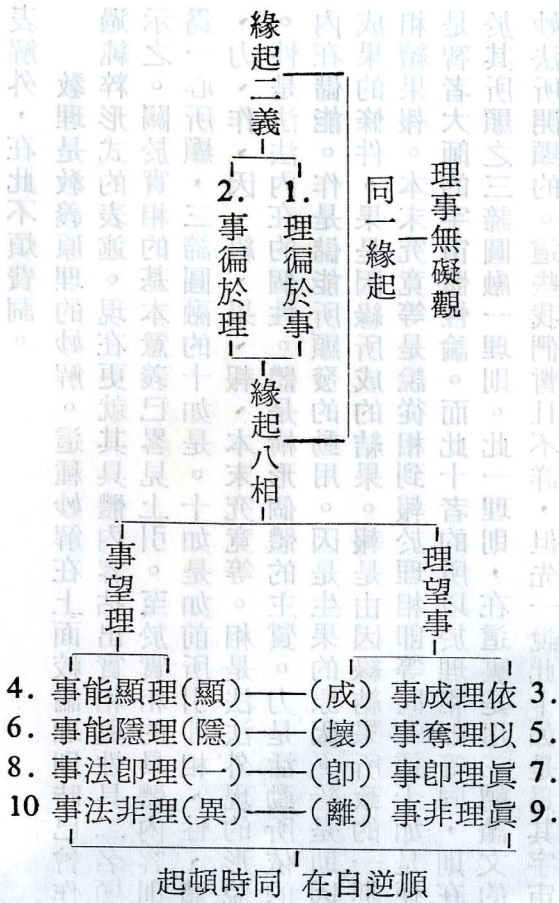 理事無礙觀
同一緣起
緣起二義
1. 理徧於事
2. 事徧於理
緣起八相
理望事
事望理
3. 依理成事(成)——(顯)事能顯理 4.
5. 以理奪事(壞)——(隱)事能隱理 6.
7. 眞理卽事(卽)——(一)事法卽理 8.
9. 眞理非事(離)——(異)事法非理 10
順逆自在 同時頓起